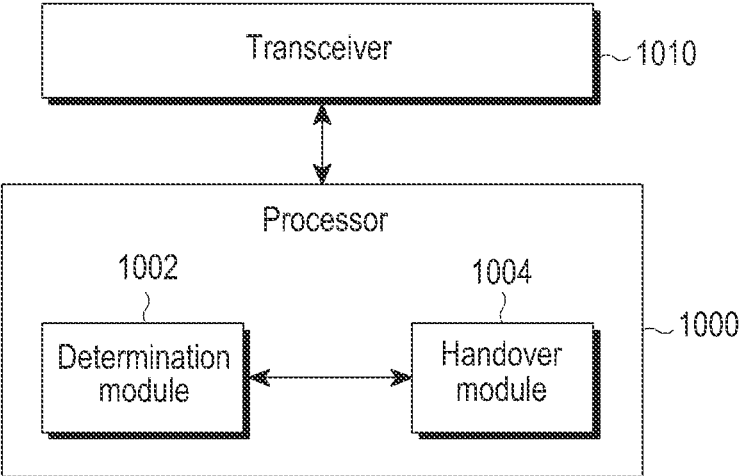 Transceiver
1010
Processor
1002
1004
1000
Determination
module
Handover
module